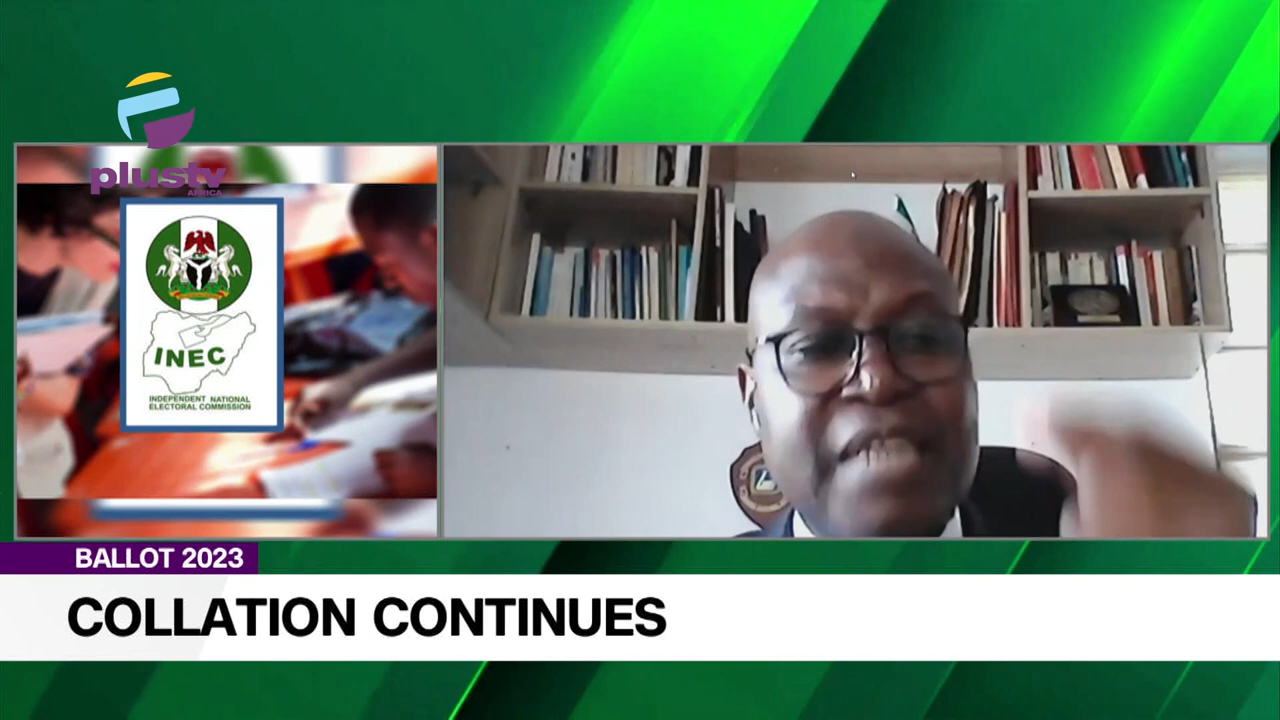 plustv
AFRICA
INEC
INDEPENDENT NATIONAL
ELECTORAL COMMISSION
BALLOT 2023
COLLATION CONTINUES